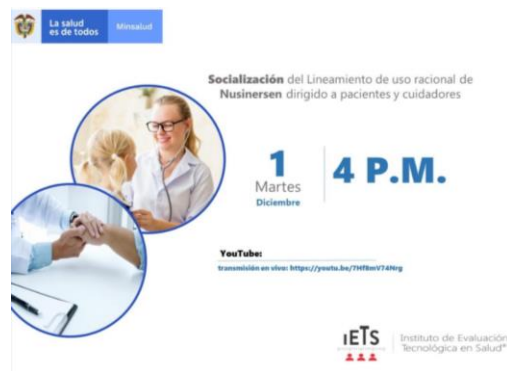 La salud
es de todos
Minsalud
Socialización del Lineamiento de uso racional de
Nusinersen dirigido a pacientes y cuidadores
1
Martes
Diciembre
4 P.M.
YouTube:
transmisión en vivo: https://youtu.be/7Hf8mV74Nrg
iETS
Instituto de Evaluación
Tecnológica en Salud®